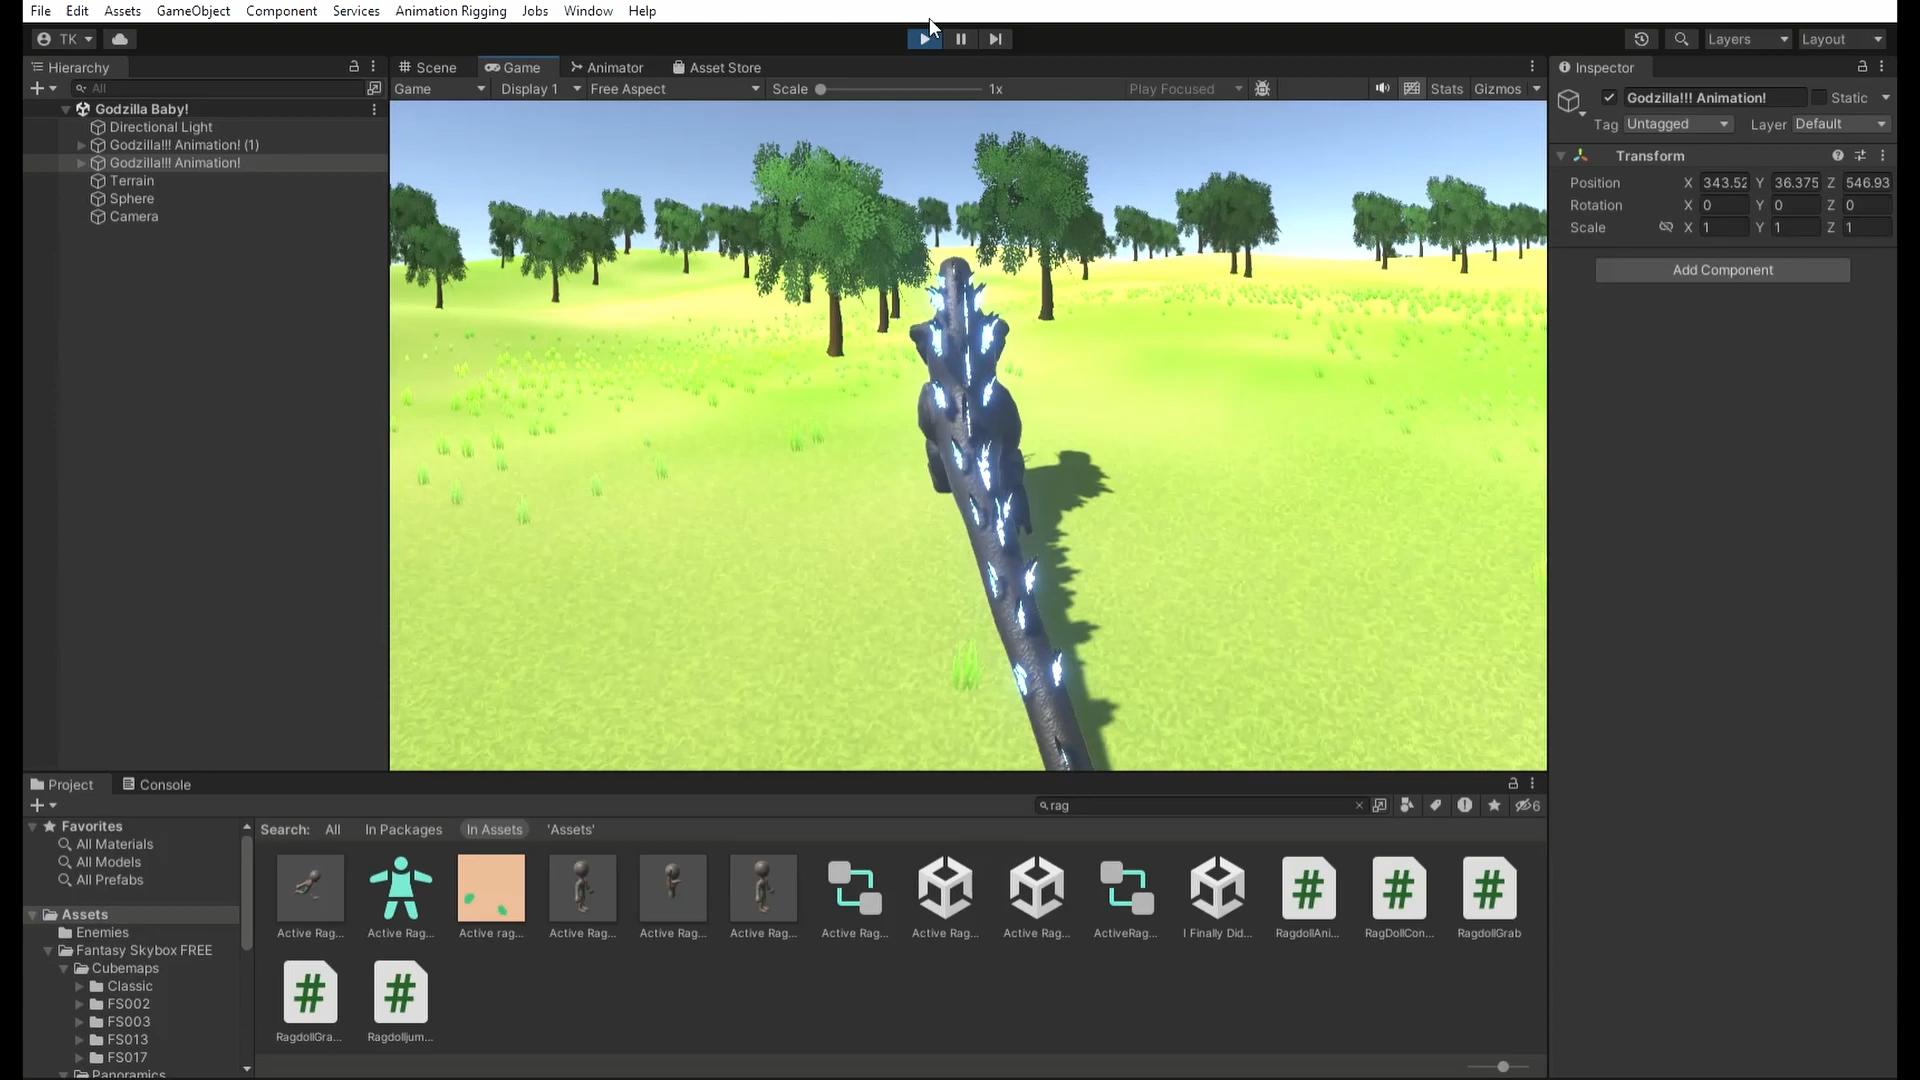 File Edit Assets GameObject Component Services Animation Rigging Jobs Window Help
TK Layers Layout
Hierarchy Scene Game Animator Asset Store Inspector
All Game Display 1 Free Aspect Scale 1x Play Focused Stats Gizmos Godzilla!!! Animation! Static
Godzilla Baby!
Directional Light
Godzilla!!! Animation! (1)
Godzilla!!! Animation!
Terrain
Sphere
Camera
Tag Untagged Layer Default
Transform
Position X 343.52 Y 36.375 Z 546.93
Rotation X 0 Y 0 Z 0
Scale X 1 Y 1 Z 1
Add Component
Project Console
rag 6
Favorites
All Materials
All Models
All Prefabs
Assets
Enemies
Fantasy Skybox FREE
Cubemaps
Classic
FS002
FS003
FS013
FS017
Panoramics
Search: All In Packages In Assets 'Assets'
Active Rag... Active Rag... Active rag... Active Rag... Active Rag... Active Rag... Active Rag... Active Rag... Active Rag... ActiveRag... I Finally Did... RagdollAni... RagDollCon... RagdollGrab
RagdollGra... Ragdolljum...